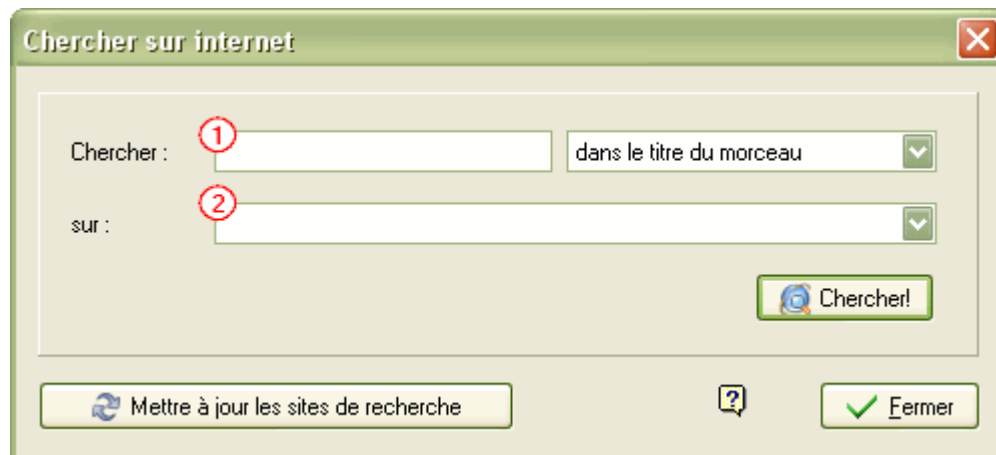 Chercher sur internet
Chercher :
1
dans le titre du morceau
sur :
2
Chercher!
Mettre à jour les sites de recherche
?
Fermer